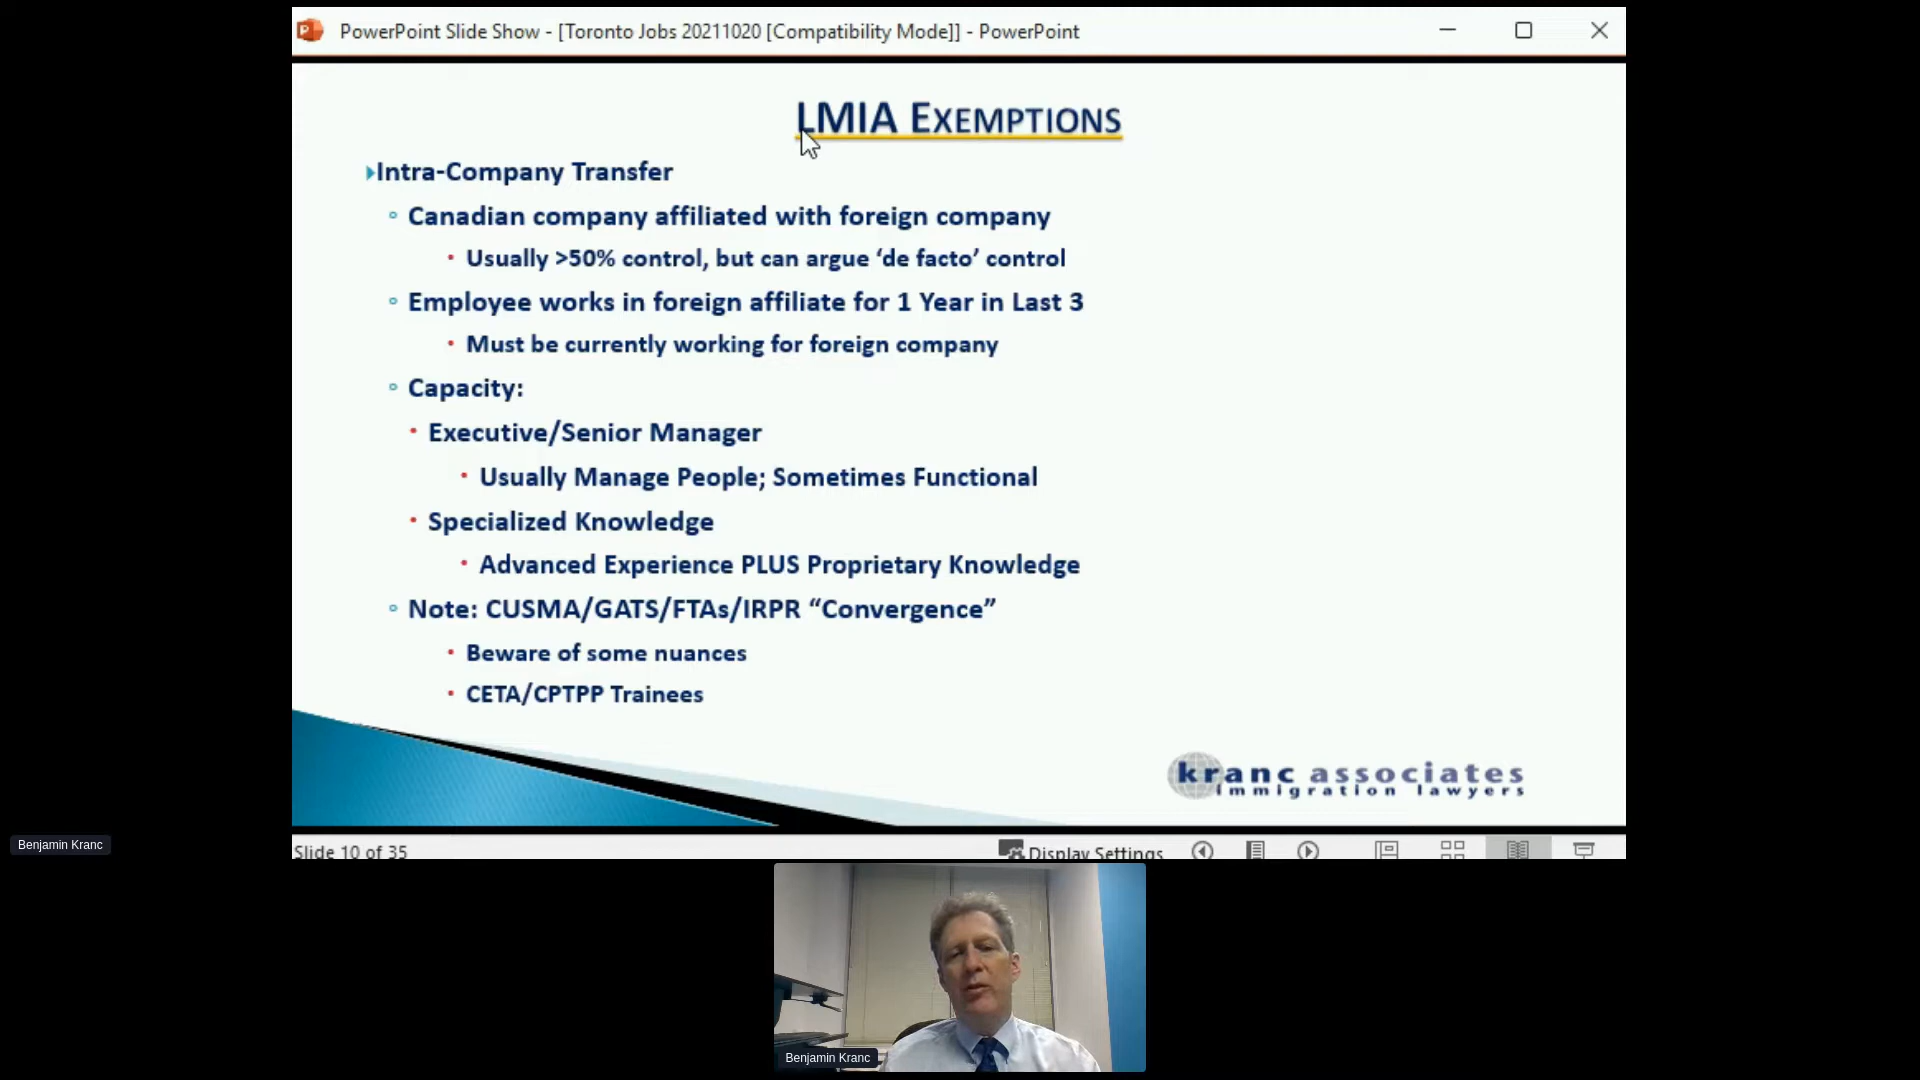 PowerPoint Slide Show - [Toronto Jobs 20211020 [Compatibility Mode]] - PowerPoint
LMIA EXEMPTIONS
Intra-Company Transfer
Canadian company affiliated with foreign company
Usually >50% control, but can argue ‘de facto’ control
Employee works in foreign affiliate for 1 Year in Last 3
Must be currently working for foreign company
Capacity:
Executive/Senior Manager
Usually Manage People; Sometimes Functional
Specialized Knowledge
Advanced Experience PLUS Proprietary Knowledge
Note: CUSMA/GATS/FTAs/IRPR “Convergence”
Beware of some nuances
CETA/CPTPP Trainees
kranc associates
immigration lawyers
Benjamin Kranc
Slide 10 of 35
Display Settings
Benjamin Kranc